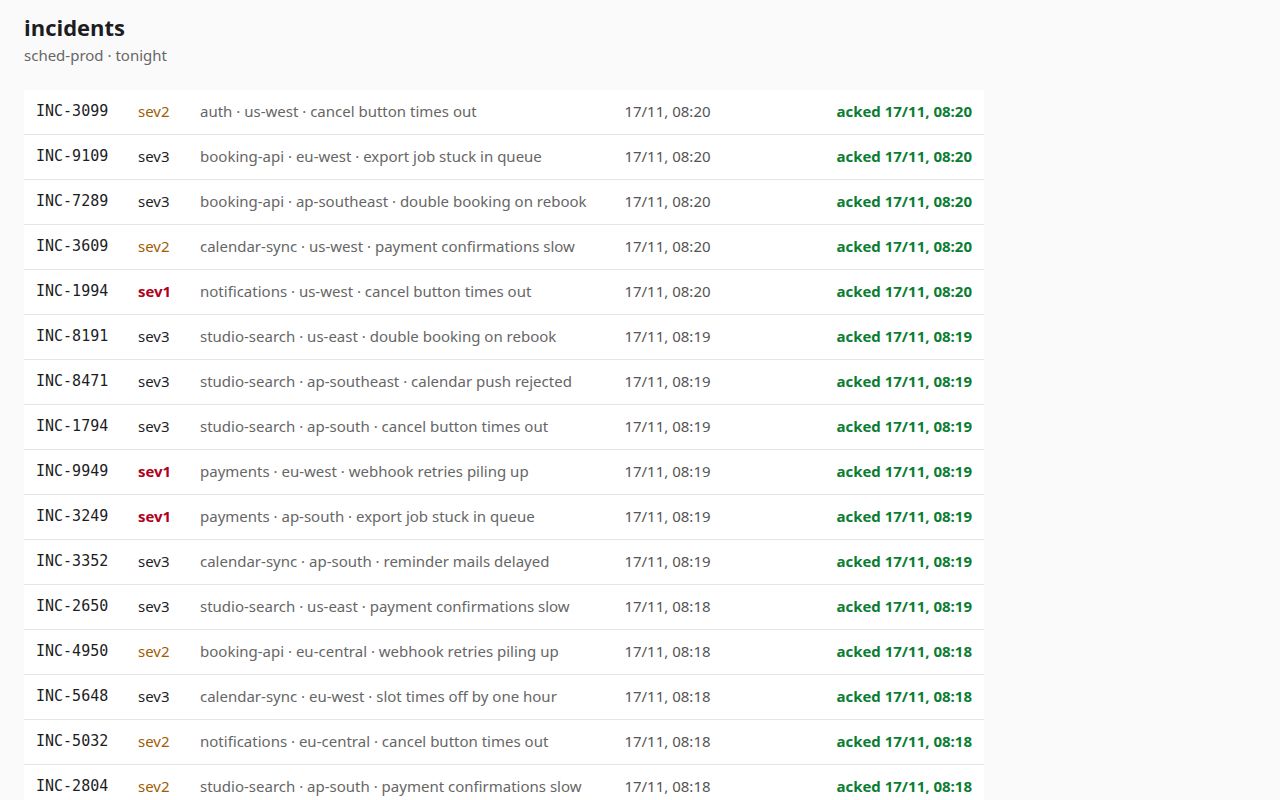 incidents
sched-prod · tonight
INC-3099 sev2 auth · us-west · cancel button times out 17/11, 08:20 acked 17/11, 08:20
INC-9109 sev3 booking-api · eu-west · export job stuck in queue 17/11, 08:20 acked 17/11, 08:20
INC-7289 sev3 booking-api · ap-southeast · double booking on rebook 17/11, 08:20 acked 17/11, 08:20
INC-3609 sev2 calendar-sync · us-west · payment confirmations slow 17/11, 08:20 acked 17/11, 08:20
INC-1994 sev1 notifications · us-west · cancel button times out 17/11, 08:20 acked 17/11, 08:20
INC-8191 sev3 studio-search · us-east · double booking on rebook 17/11, 08:19 acked 17/11, 08:19
INC-8471 sev3 studio-search · ap-southeast · calendar push rejected 17/11, 08:19 acked 17/11, 08:19
INC-1794 sev3 studio-search · ap-south · cancel button times out 17/11, 08:19 acked 17/11, 08:19
INC-9949 sev1 payments · eu-west · webhook retries piling up 17/11, 08:19 acked 17/11, 08:19
INC-3249 sev1 payments · ap-south · export job stuck in queue 17/11, 08:19 acked 17/11, 08:19
INC-3352 sev3 calendar-sync · ap-south · reminder mails delayed 17/11, 08:19 acked 17/11, 08:19
INC-2650 sev3 studio-search · us-east · payment confirmations slow 17/11, 08:18 acked 17/11, 08:19
INC-4950 sev2 booking-api · eu-central · webhook retries piling up 17/11, 08:18 acked 17/11, 08:18
INC-5648 sev3 calendar-sync · eu-west · slot times off by one hour 17/11, 08:18 acked 17/11, 08:18
INC-5032 sev2 notifications · eu-central · cancel button times out 17/11, 08:18 acked 17/11, 08:18
INC-2804 sev2 studio-search · ap-south · payment confirmations slow 17/11, 08:18 acked 17/11, 08:18